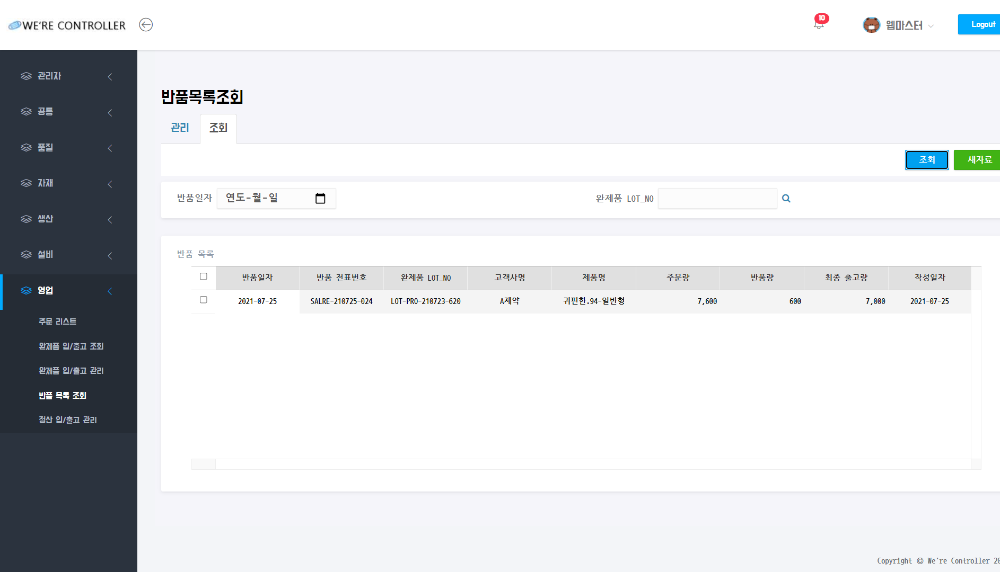 WE'RE CONTROLLER
10
웹마스터
Logout
관리자
공통
품질
자재
생산
설비
영업
주문 리스트
완제품 입/출고 조회
완제품 입/출고 관리
반품 목록 조회
정산 입/출고 관리
반품목록조회
관리 조회
조회 새자료
반품일자 연도-월-일 완제품 LOT_NO
반품 목록
반품일자 반품 전표번호 완제품 LOT_NO 고객사명 제품명 주문량 반품량 최종 출고량 작성일자
2021-07-25 SALRE-210725-024 LOT-PRO-210723-620 A제약 귀편한.94-일반형 7,600 600 7,000 2021-07-25
Copyright © We're Controller 20